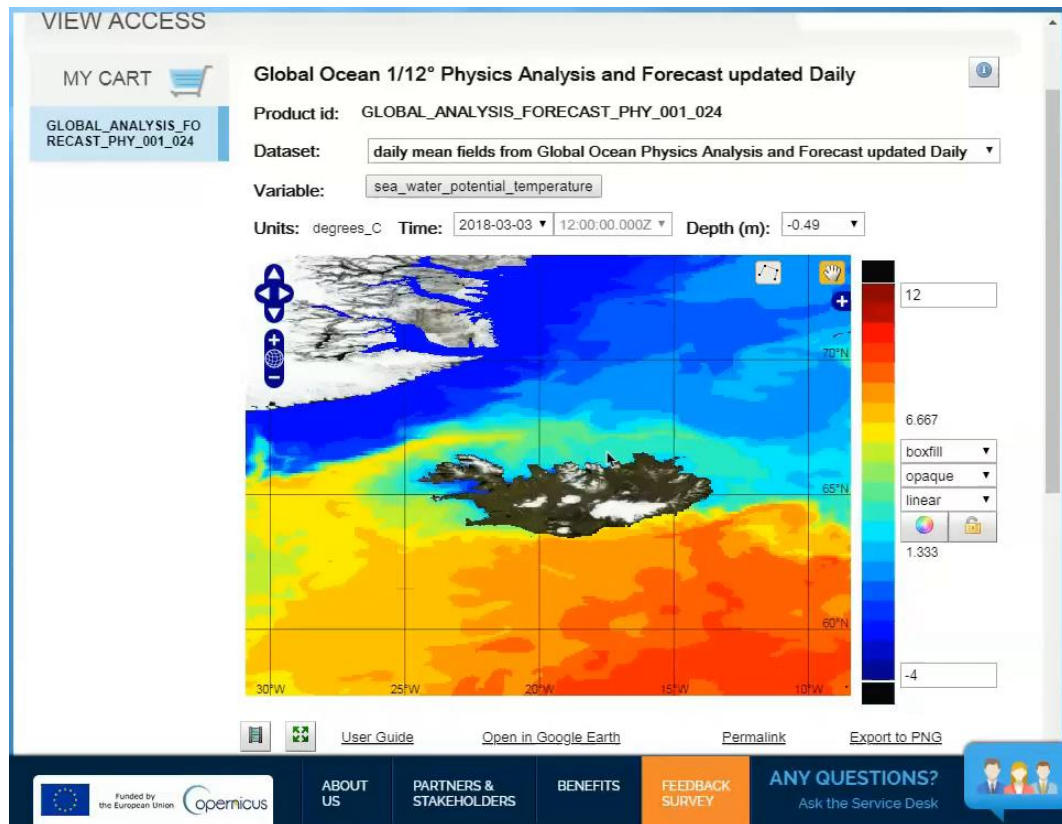 VIEW ACCESS
MY CART
GLOBAL_ANALYSIS_FO
RECAST_PHY_001_024
Global Ocean 1/12° Physics Analysis and Forecast updated Daily
Product id: GLOBAL_ANALYSIS_FORECAST_PHY_001_024
Dataset: daily mean fields from Global Ocean Physics Analysis and Forecast updated Daily
Variable: sea_water_potential_temperature
Units: degrees_C Time: 2018-03-03 12:00:00.000Z Depth (m): -0.49
12
70°N
6.667
boxfill
opaque
65°N
linear
1.333
60°N
-4
30°W 25°W 20°W 15°W 10°W
User Guide Open in Google Earth Permalink Export to PNG
Funded by
the European Union
opernicus
ABOUT
US
PARTNERS &
STAKEHOLDERS
BENEFITS
FEEDBACK
SURVEY
ANY QUESTIONS?
Ask the Service Desk